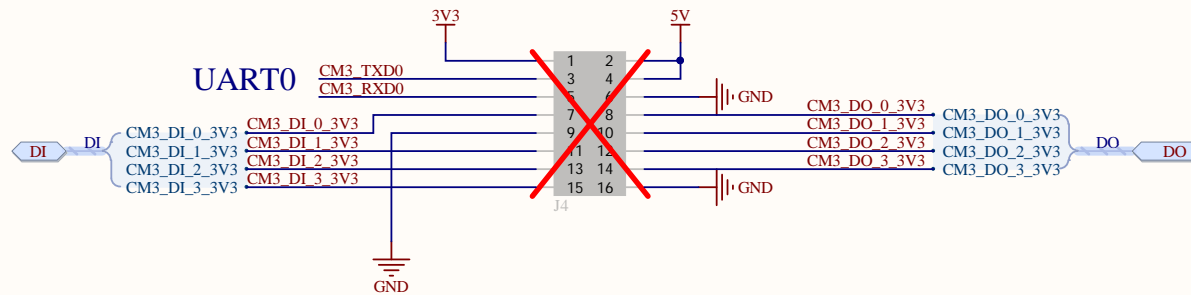 3V3
5V
1 2
UART0
CM3_TXD0
3 4
CM3_RXD0
5 6
GND
7 8
CM3_DO_0_3V3
CM3_DO_0_3V3
CM3_DI_0_3V3
CM3_DI_0_3V3
9 10
CM3_DO_1_3V3
CM3_DO_1_3V3
DI
DI
CM3_DI_1_3V3
CM3_DI_1_3V3
11 12
CM3_DO_2_3V3
CM3_DO_2_3V3
DO
DO
CM3_DI_2_3V3
CM3_DI_2_3V3
13 14
CM3_DO_3_3V3
CM3_DO_3_3V3
CM3_DI_3_3V3
CM3_DI_3_3V3
15 16
GND
J4
GND